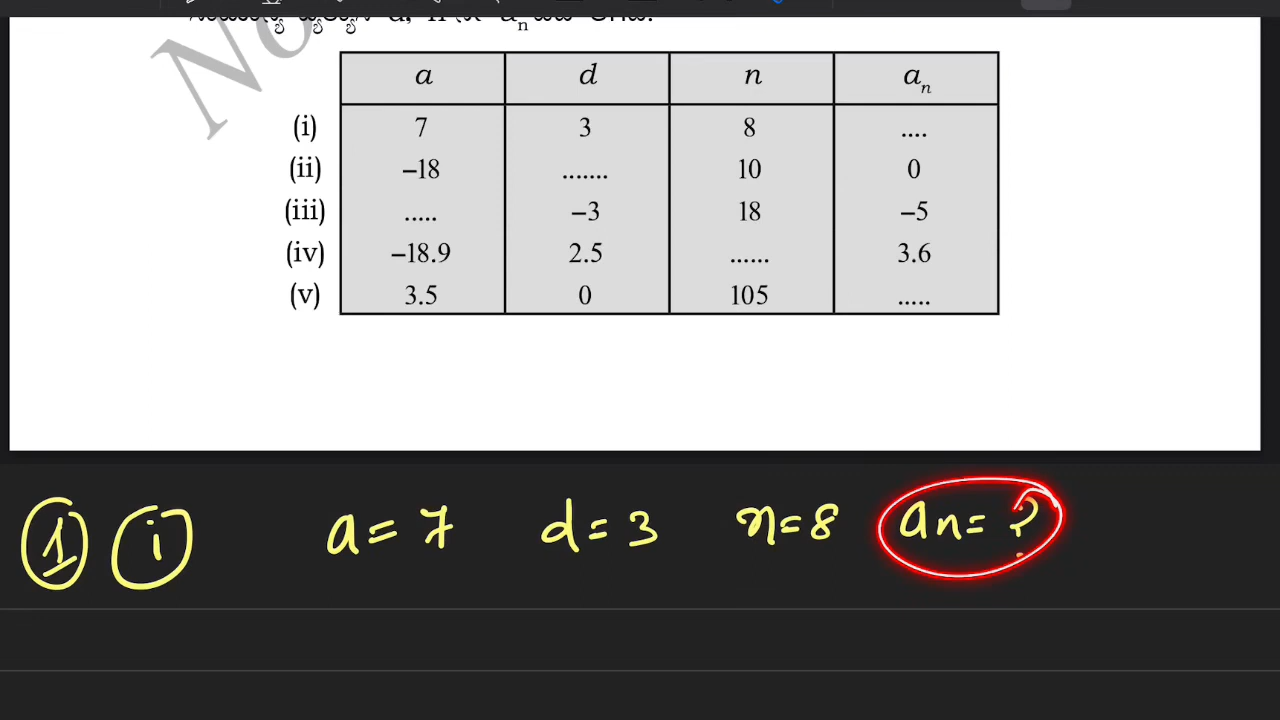 No
a d n aₙ
(i) 7 3 8 ....
(ii) –18 ....... 10 0
(iii) ..... –3 18 –5
(iv) –18.9 2.5 ...... 3.6
(v) 3.5 0 105 .....
1 i a = 7 d = 3 n = 8 an = ?